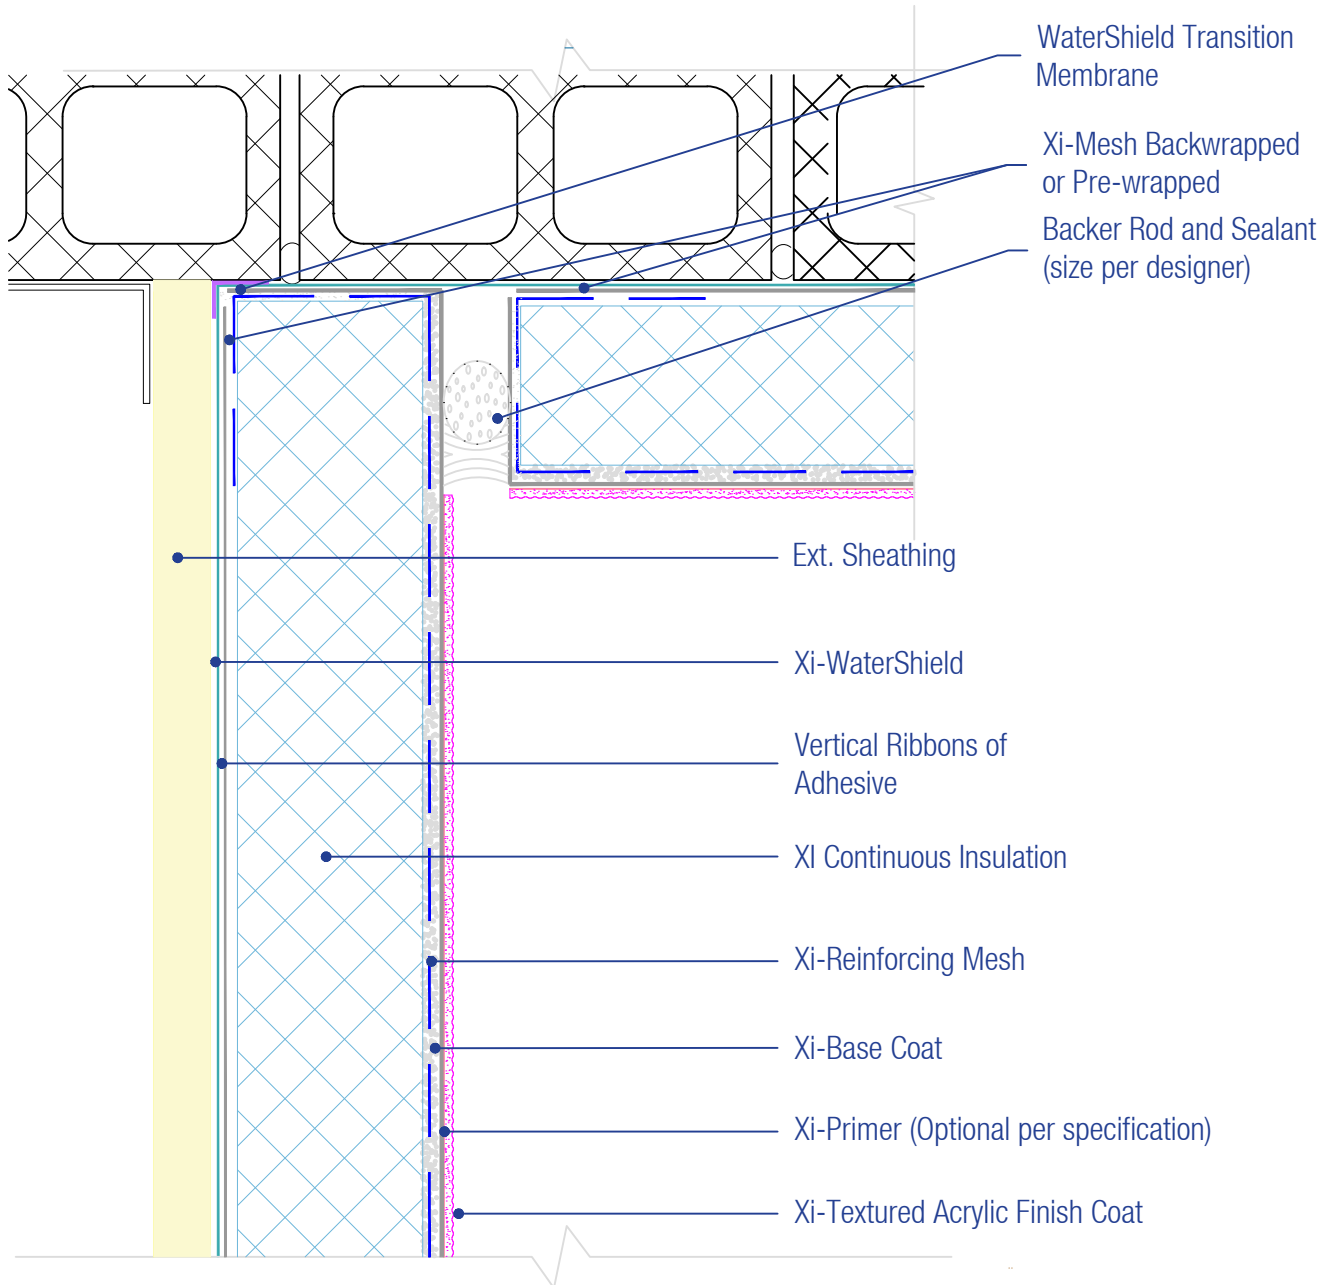 WaterShield Transition
Membrane
Xi-Mesh Backwrapped
or Pre-wrapped
Backer Rod and Sealant
(size per designer)
Ext. Sheathing
Xi-WaterShield
Vertical Ribbons of
Adhesive
XI Continuous Insulation
Xi-Reinforcing Mesh
Xi-Base Coat
Xi-Primer (Optional per specification)
Xi-Textured Acrylic Finish Coat